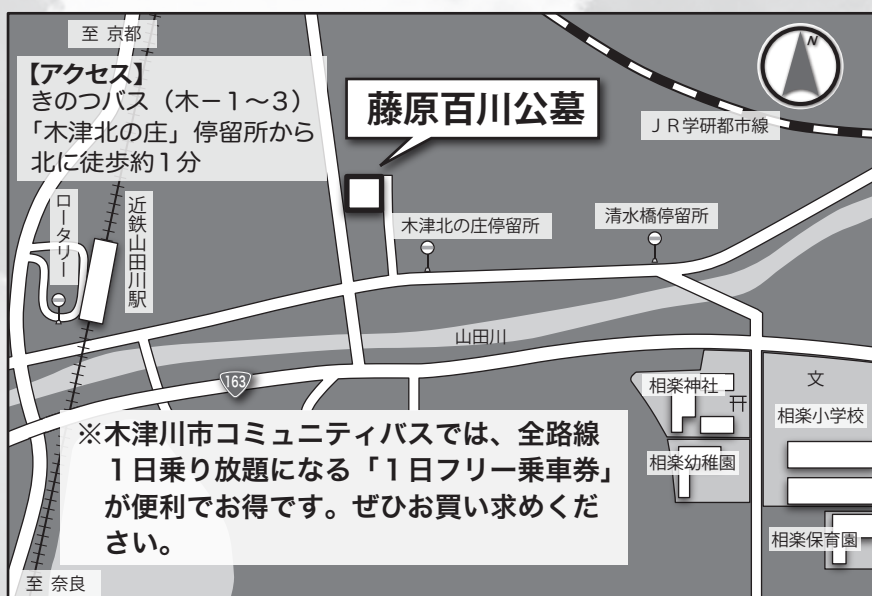 至 京都
【アクセス】
きのつバス（木－1～3）
「木津北の庄」停留所から
北に徒歩約1分
藤原百川公墓
N
ＪＲ学研都市線
ロータリー
近鉄山田川駅
木津北の庄停留所
清水橋停留所
山田川
163
相楽神社
文
相楽小学校
相楽幼稚園
相楽保育園
※木津川市コミュニティバスでは、全路線
１日乗り放題になる「１日フリー乗車券」
が便利でお得です。ぜひお買い求めくだ
さい。
至 奈良